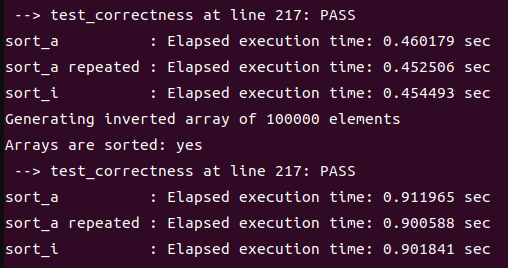 --> test_correctness at line 217: PASS
sort_a          : Elapsed execution time: 0.460179 sec
sort_a repeated : Elapsed execution time: 0.452506 sec
sort_i          : Elapsed execution time: 0.454493 sec
Generating inverted array of 100000 elements
Arrays are sorted: yes
 --> test_correctness at line 217: PASS
sort_a          : Elapsed execution time: 0.911965 sec
sort_a repeated : Elapsed execution time: 0.900588 sec
sort_i          : Elapsed execution time: 0.901841 sec